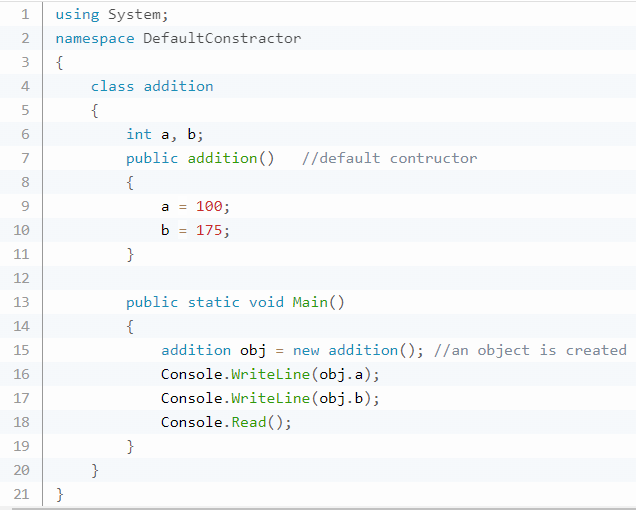 1 using System;
2 namespace DefaultConstractor
3 {
4 class addition
5 {
6 int a, b;
7 public addition() //default contructor
8 {
9 a = 100;
10 b = 175;
11 }
12
13 public static void Main()
14 {
15 addition obj = new addition(); //an object is created
16 Console.WriteLine(obj.a);
17 Console.WriteLine(obj.b);
18 Console.Read();
19 }
20 }
21 }